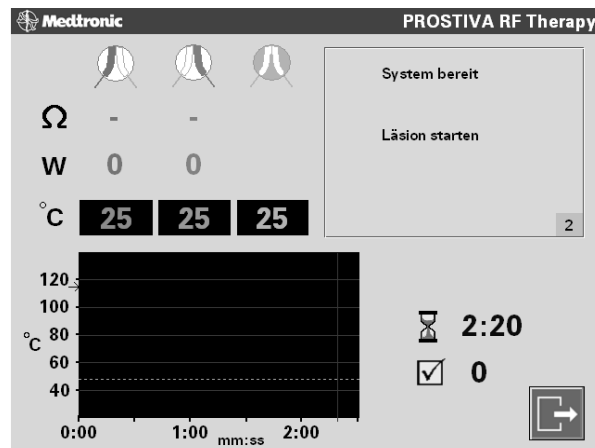 Medtronic
PROSTIVA RF Therapy
System bereit
Läsion starten
2
Ω - -
W 0 0
°C 25 25 25
120
100
80
60
40
°C
0:00 1:00 mm:ss 2:00
2:20
0